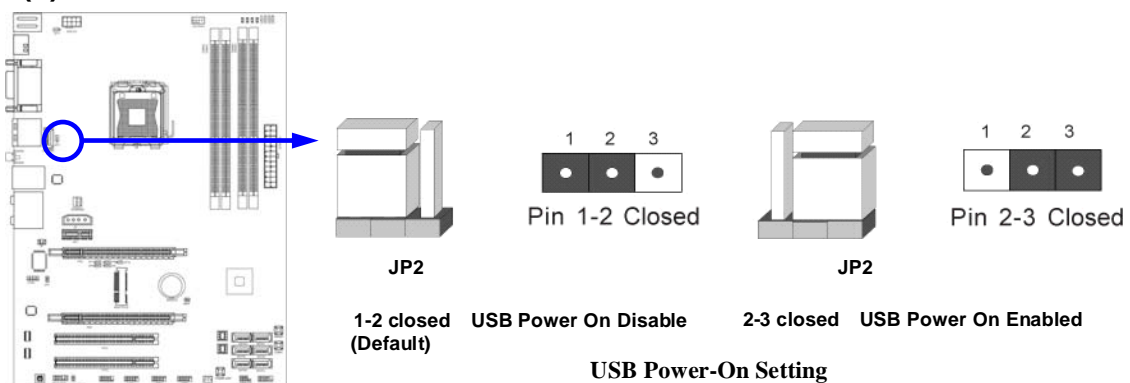 1 2 3
Pin 1-2 Closed
1 2 3
Pin 2-3 Closed
JP2
JP2
1-2 closed USB Power On Disable
(Default)
2-3 closed USB Power On Enabled
USB Power-On Setting